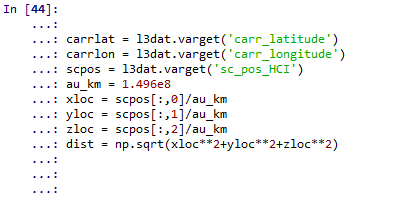 In [44]:
...:
...: carrlat = l3dat.varget('carr_latitude')
...: carrlon = l3dat.varget('carr_longitude')
...: scpos = l3dat.varget('sc_pos_HCI')
...: au_km = 1.496e8
...: xloc = scpos[:,0]/au_km
...: yloc = scpos[:,1]/au_km
...: zloc = scpos[:,2]/au_km
...: dist = np.sqrt(xloc**2+yloc**2+zloc**2)
...:
...:
...: